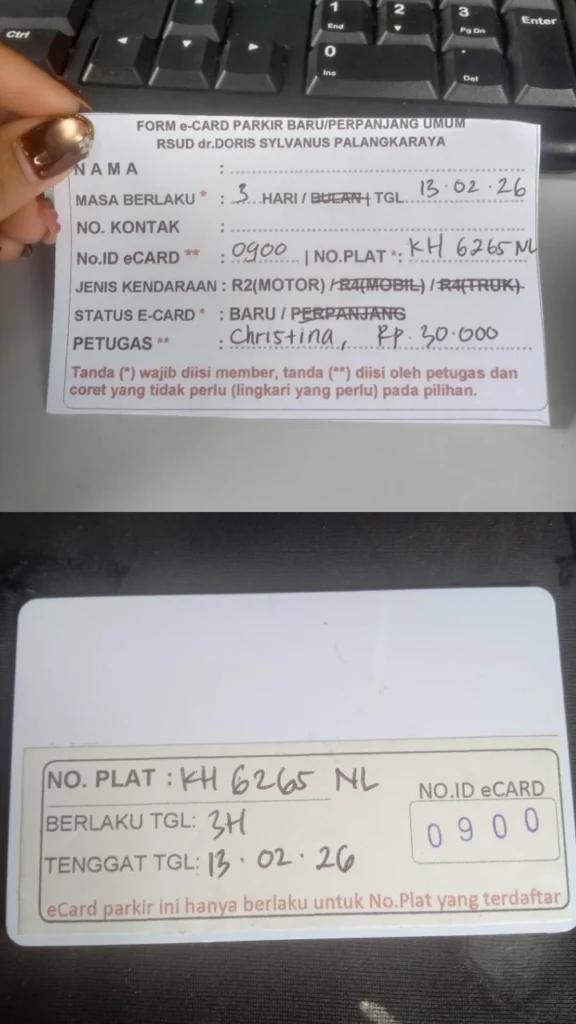 Ctrl
1
End
2
3
Pg Dn
Enter
0
Ins
Del
FORM e-CARD PARKIR BARU/PERPANJANG UMUM
RSUD dr.DORIS SYLVANUS PALANGKARAYA
NAMA :
MASA BERLAKU * : 3 HARI / BULAN | TGL 13.02.26
NO. KONTAK :
No.ID eCARD ** : 0900 | NO.PLAT *: KH 6265 NL
JENIS KENDARAAN : R2(MOTOR) / R4(MOBIL) / R4(TRUK)
STATUS E-CARD * : BARU / PERPANJANG
PETUGAS ** : Christina, Rp. 30.000
Tanda (*) wajib diisi member, tanda (**) diisi oleh petugas dan
coret yang tidak perlu (lingkari yang perlu) pada pilihan.
NO. PLAT : KH 6265 NL
NO.ID eCARD
BERLAKU TGL: 3H
0900
TENGGAT TGL: 13.02.26
eCard parkir ini hanya berlaku untuk No.Plat yang terdaftar